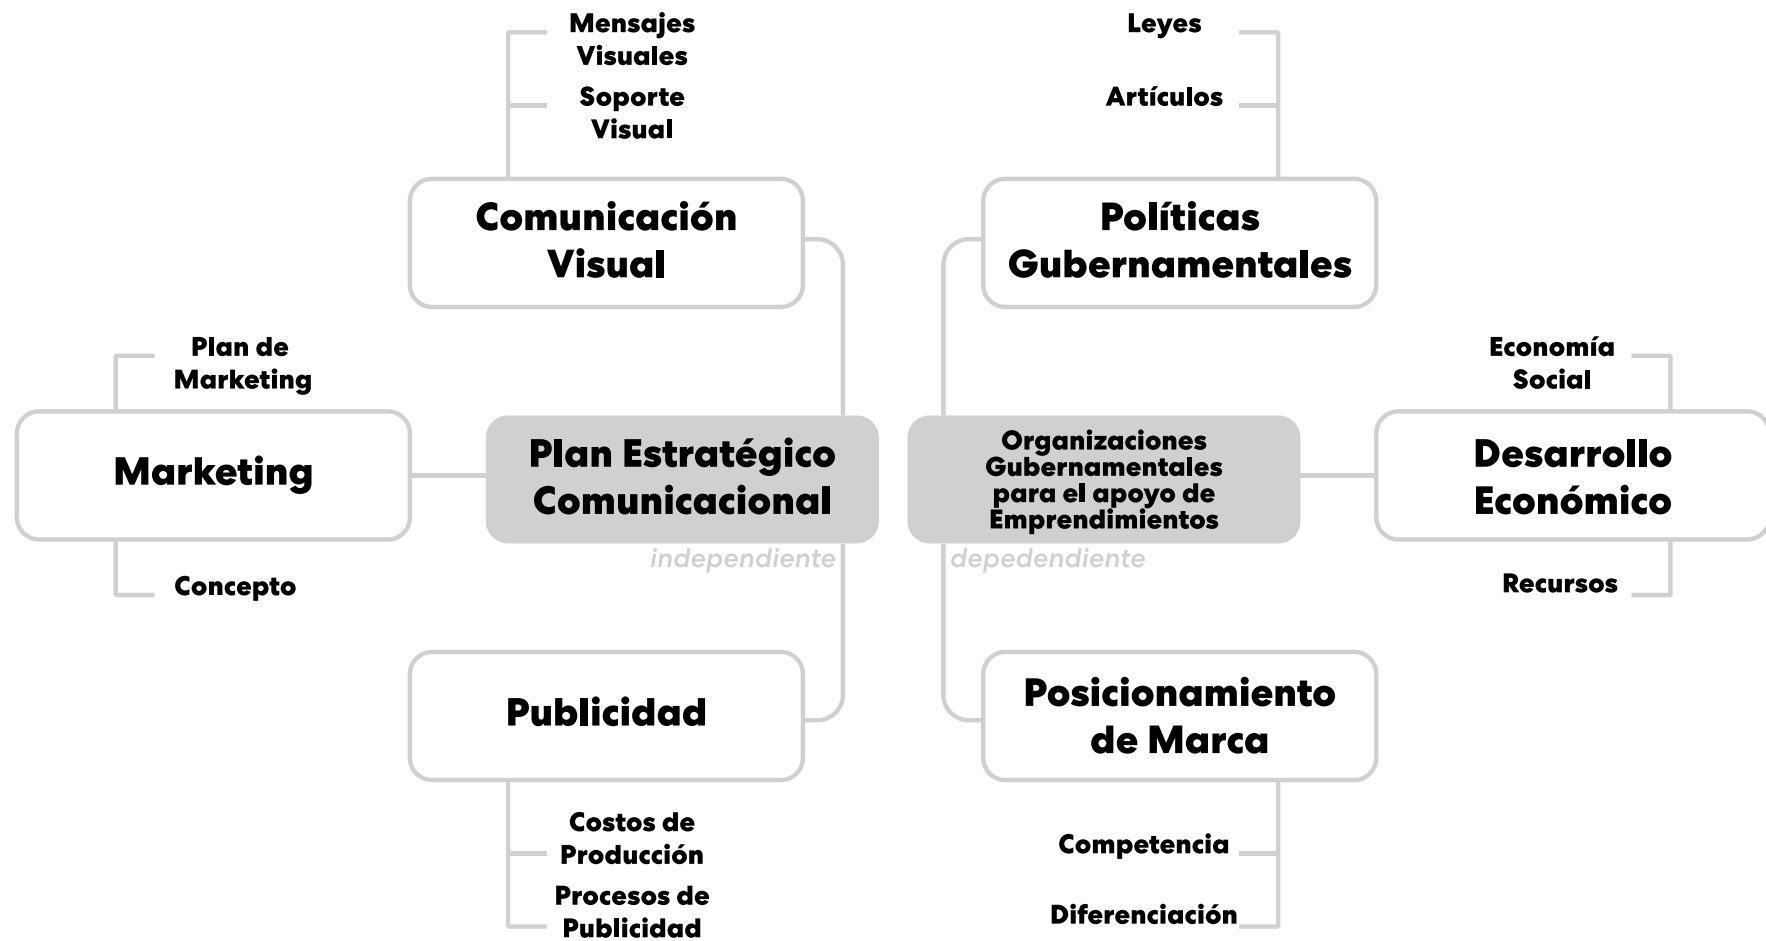 Mensajes
Visuales
Soporte
Visual
Comunicación
Visual
Leyes
Artículos
Políticas
Gubernamentales
Plan de
Marketing
Marketing
Concepto
Plan Estratégico
Comunicacional
independiente
Organizaciones
Gubernamentales
para el apoyo de
Emprendimientos
depedendiente
Economía
Social
Desarrollo
Económico
Recursos
Publicidad
Costos de
Producción
Procesos de
Publicidad
Posicionamiento
de Marca
Competencia
Diferenciación